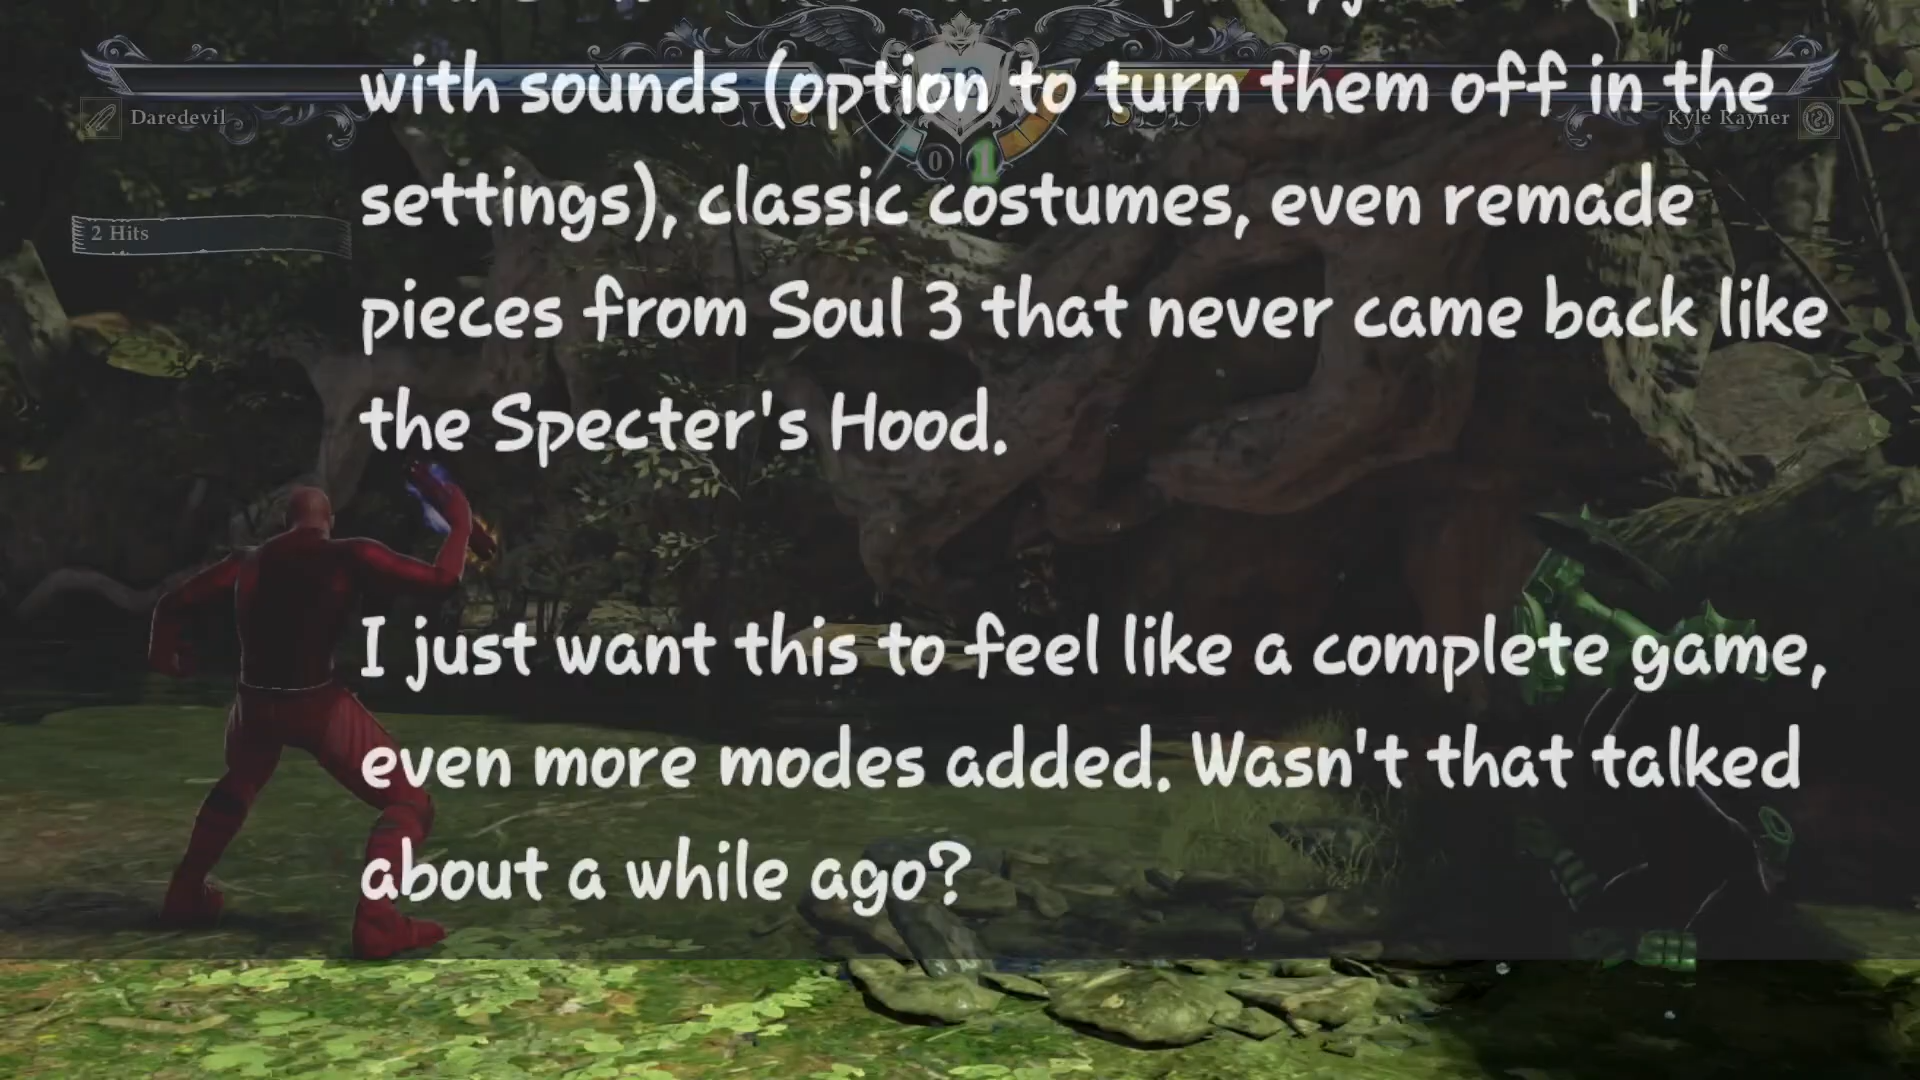 with sounds (option to turn them off in the
Daredevil
Kyle Rayner
0 1
settings), classic costumes, even remade
2 Hits
pieces from Soul 3 that never came back like
the Specter's Hood.
I just want this to feel like a complete game,
even more modes added. Wasn't that talked
about a while ago?